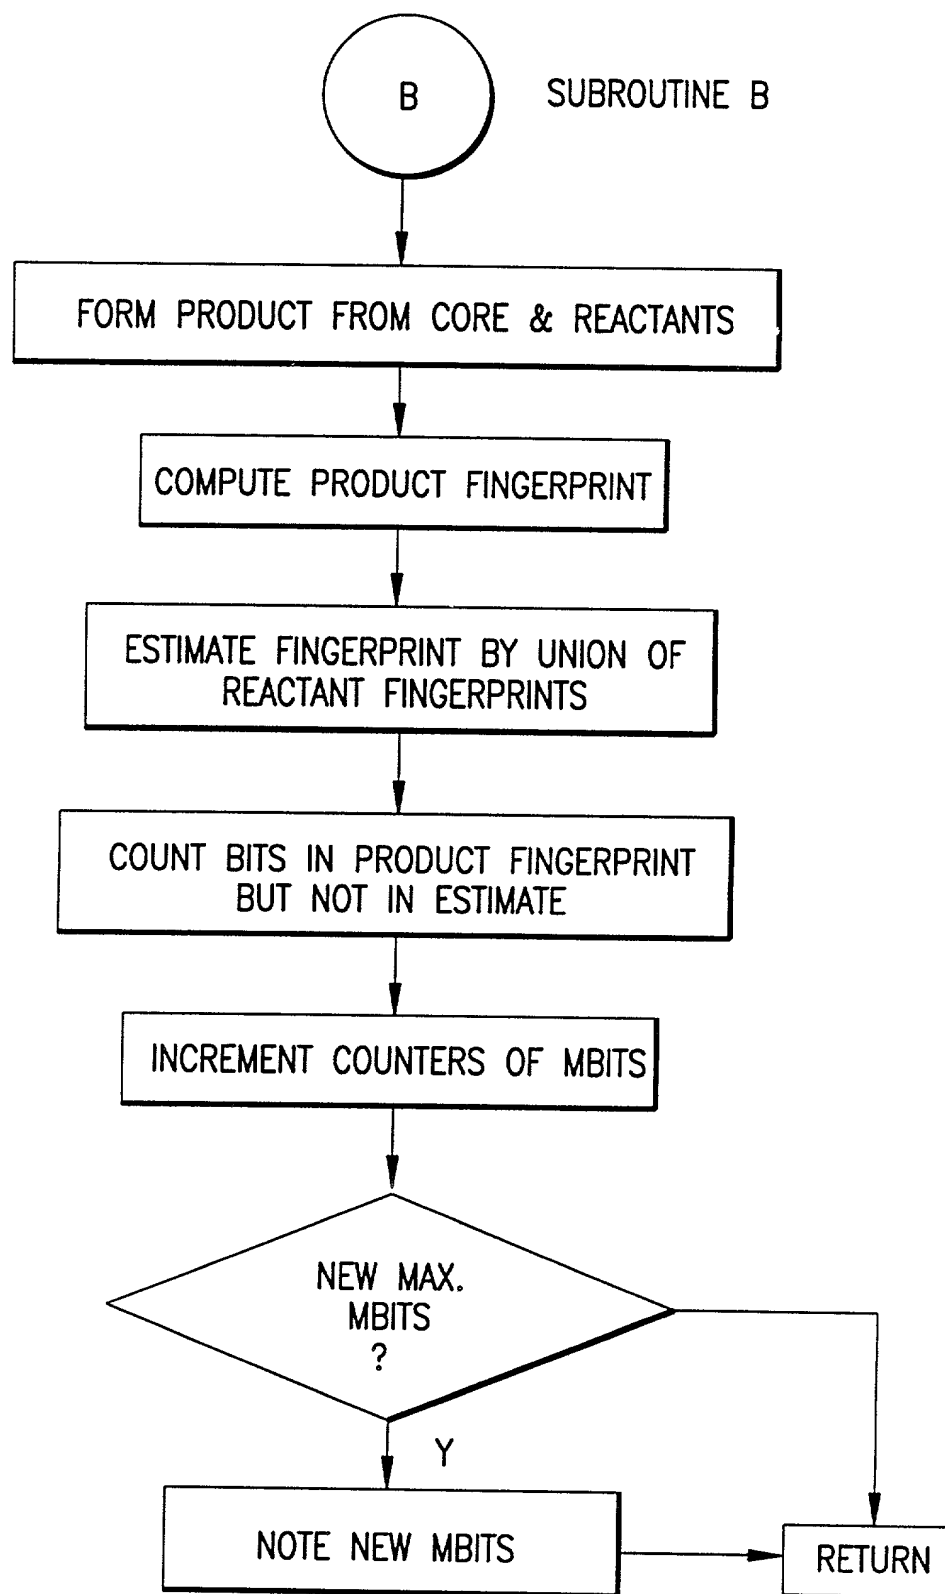 B
SUBROUTINE B
FORM PRODUCT FROM CORE & REACTANTS
COMPUTE PRODUCT FINGERPRINT
ESTIMATE FINGERPRINT BY UNION OF
REACTANT FINGERPRINTS
COUNT BITS IN PRODUCT FINGERPRINT
BUT NOT IN ESTIMATE
INCREMENT COUNTERS OF MBITS
NEW MAX.
MBITS
?
Y
NOTE NEW MBITS
RETURN